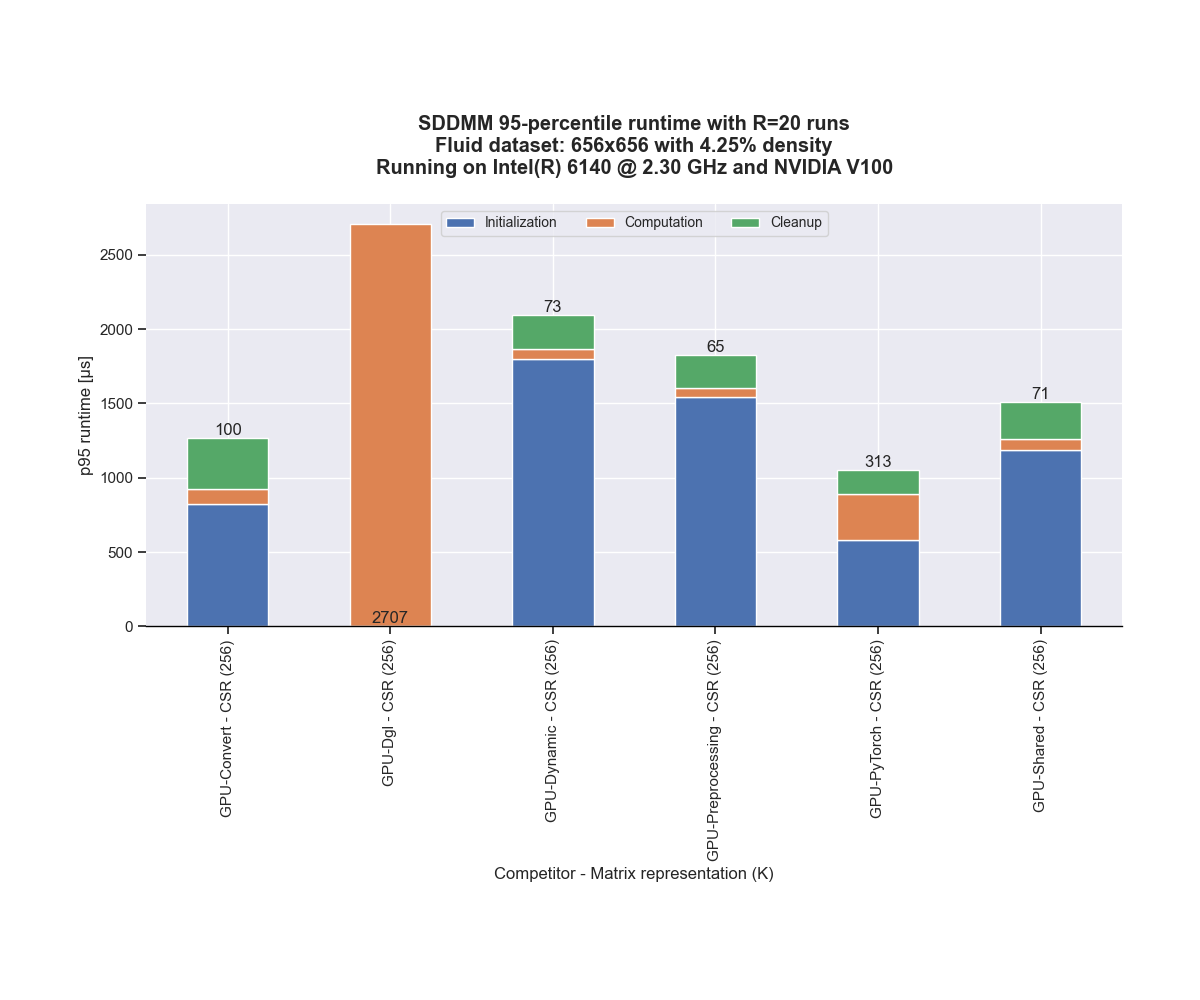 SDDMM 95-percentile runtime with R=20 runs
Fluid dataset: 656x656 with 4.25% density
Running on Intel(R) 6140 @ 2.30 GHz and NVIDIA V100
Initialization
Computation
Cleanup
p95 runtime [µs]
2500
2000
1500
1000
500
0
100
2707
73
65
313
71
GPU-Convert - CSR (256)
GPU-Dgl - CSR (256)
GPU-Dynamic - CSR (256)
GPU-Preprocessing - CSR (256)
GPU-PyTorch - CSR (256)
GPU-Shared - CSR (256)
Competitor - Matrix representation (K)